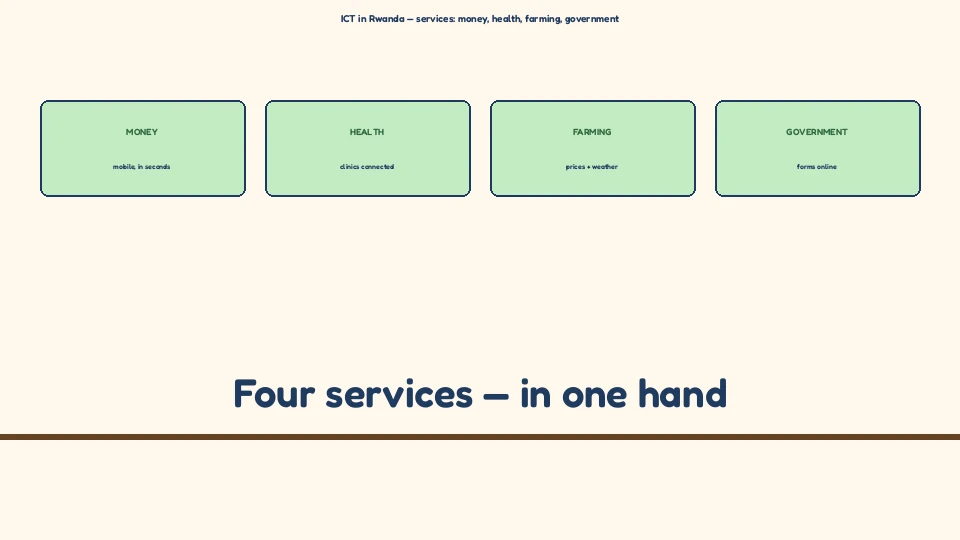 ICT in Rwanda — services: money, health, farming, government
MONEY
mobile, in seconds
HEALTH
clinics connected
FARMING
prices + weather
GOVERNMENT
forms online
Four services — in one hand